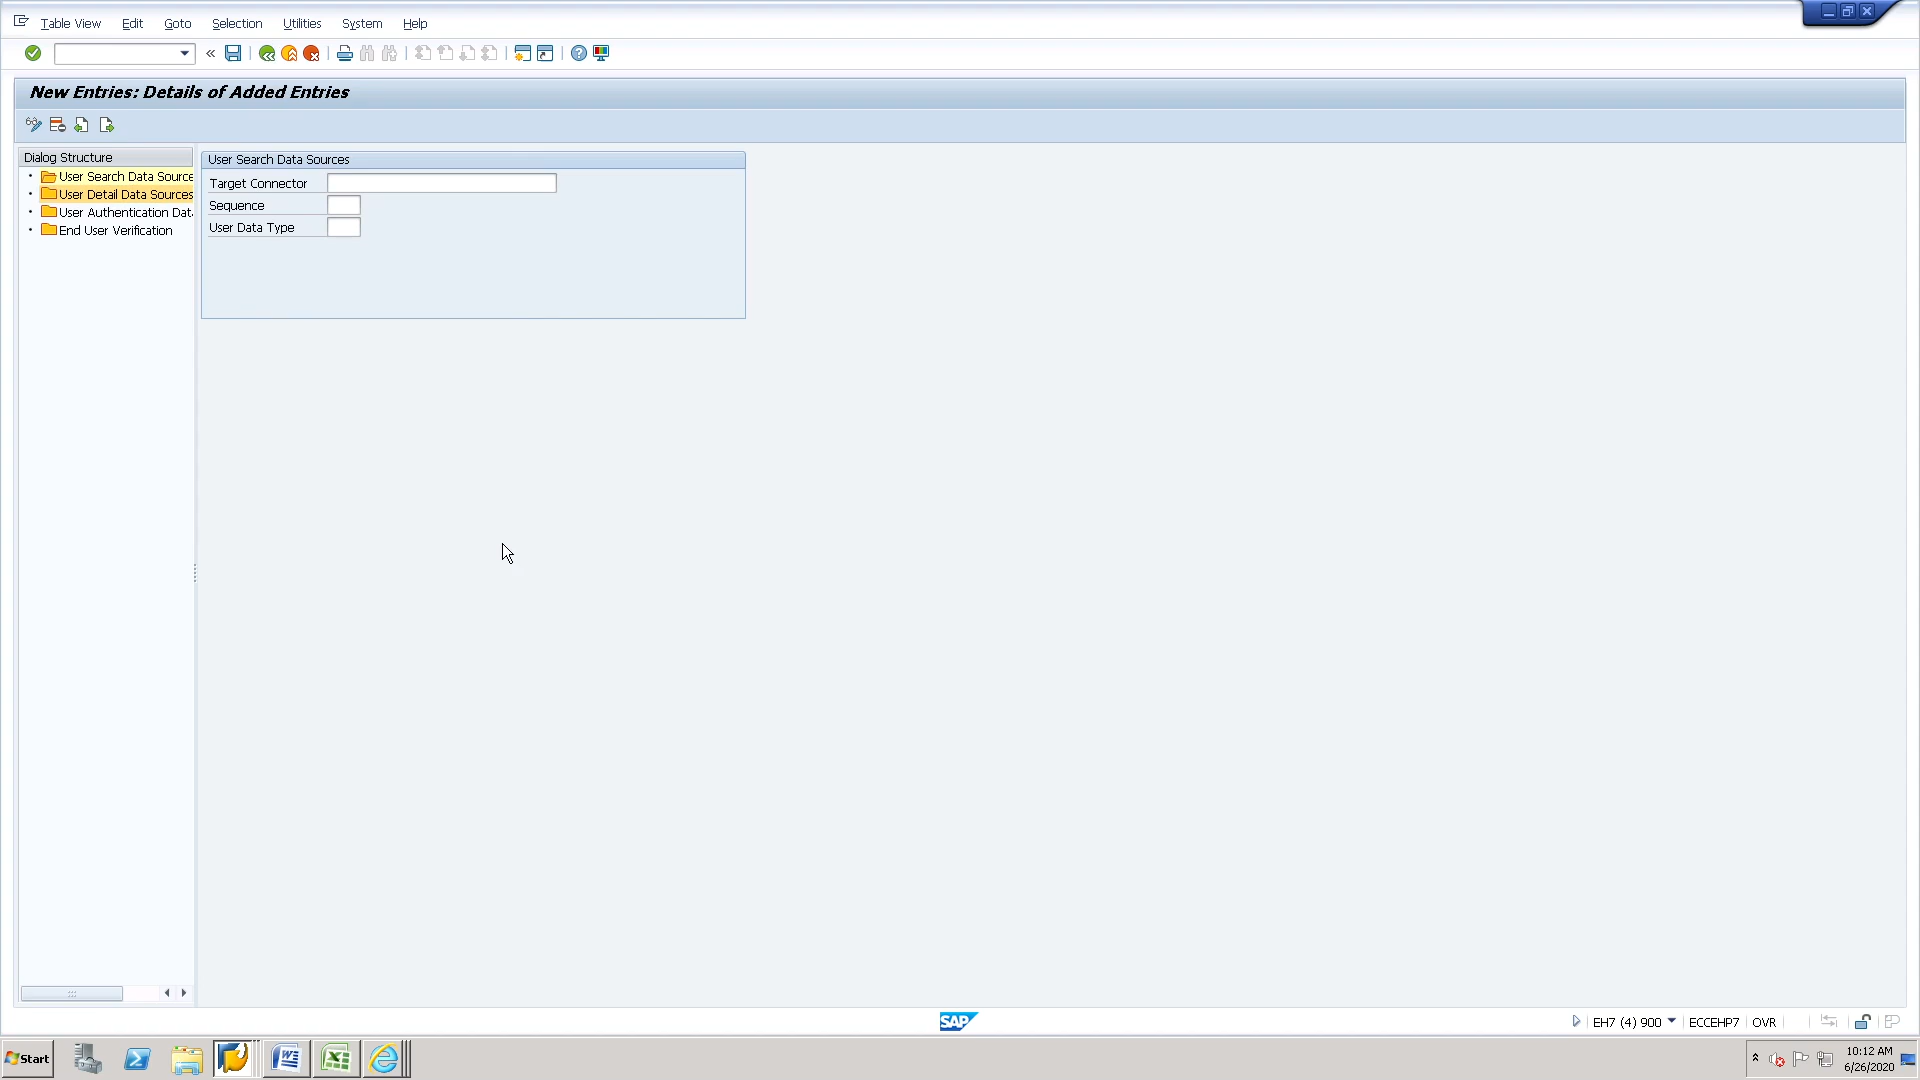 Table View Edit Goto Selection Utilities System Help
New Entries: Details of Added Entries
Dialog Structure
User Search Data Source
User Detail Data Sources
User Authentication Dat
End User Verification
User Search Data Sources
Target Connector
Sequence
User Data Type
SAP
EH7 (4) 900 ECCEHP7 OVR
Start
10:12 AM
6/26/2020